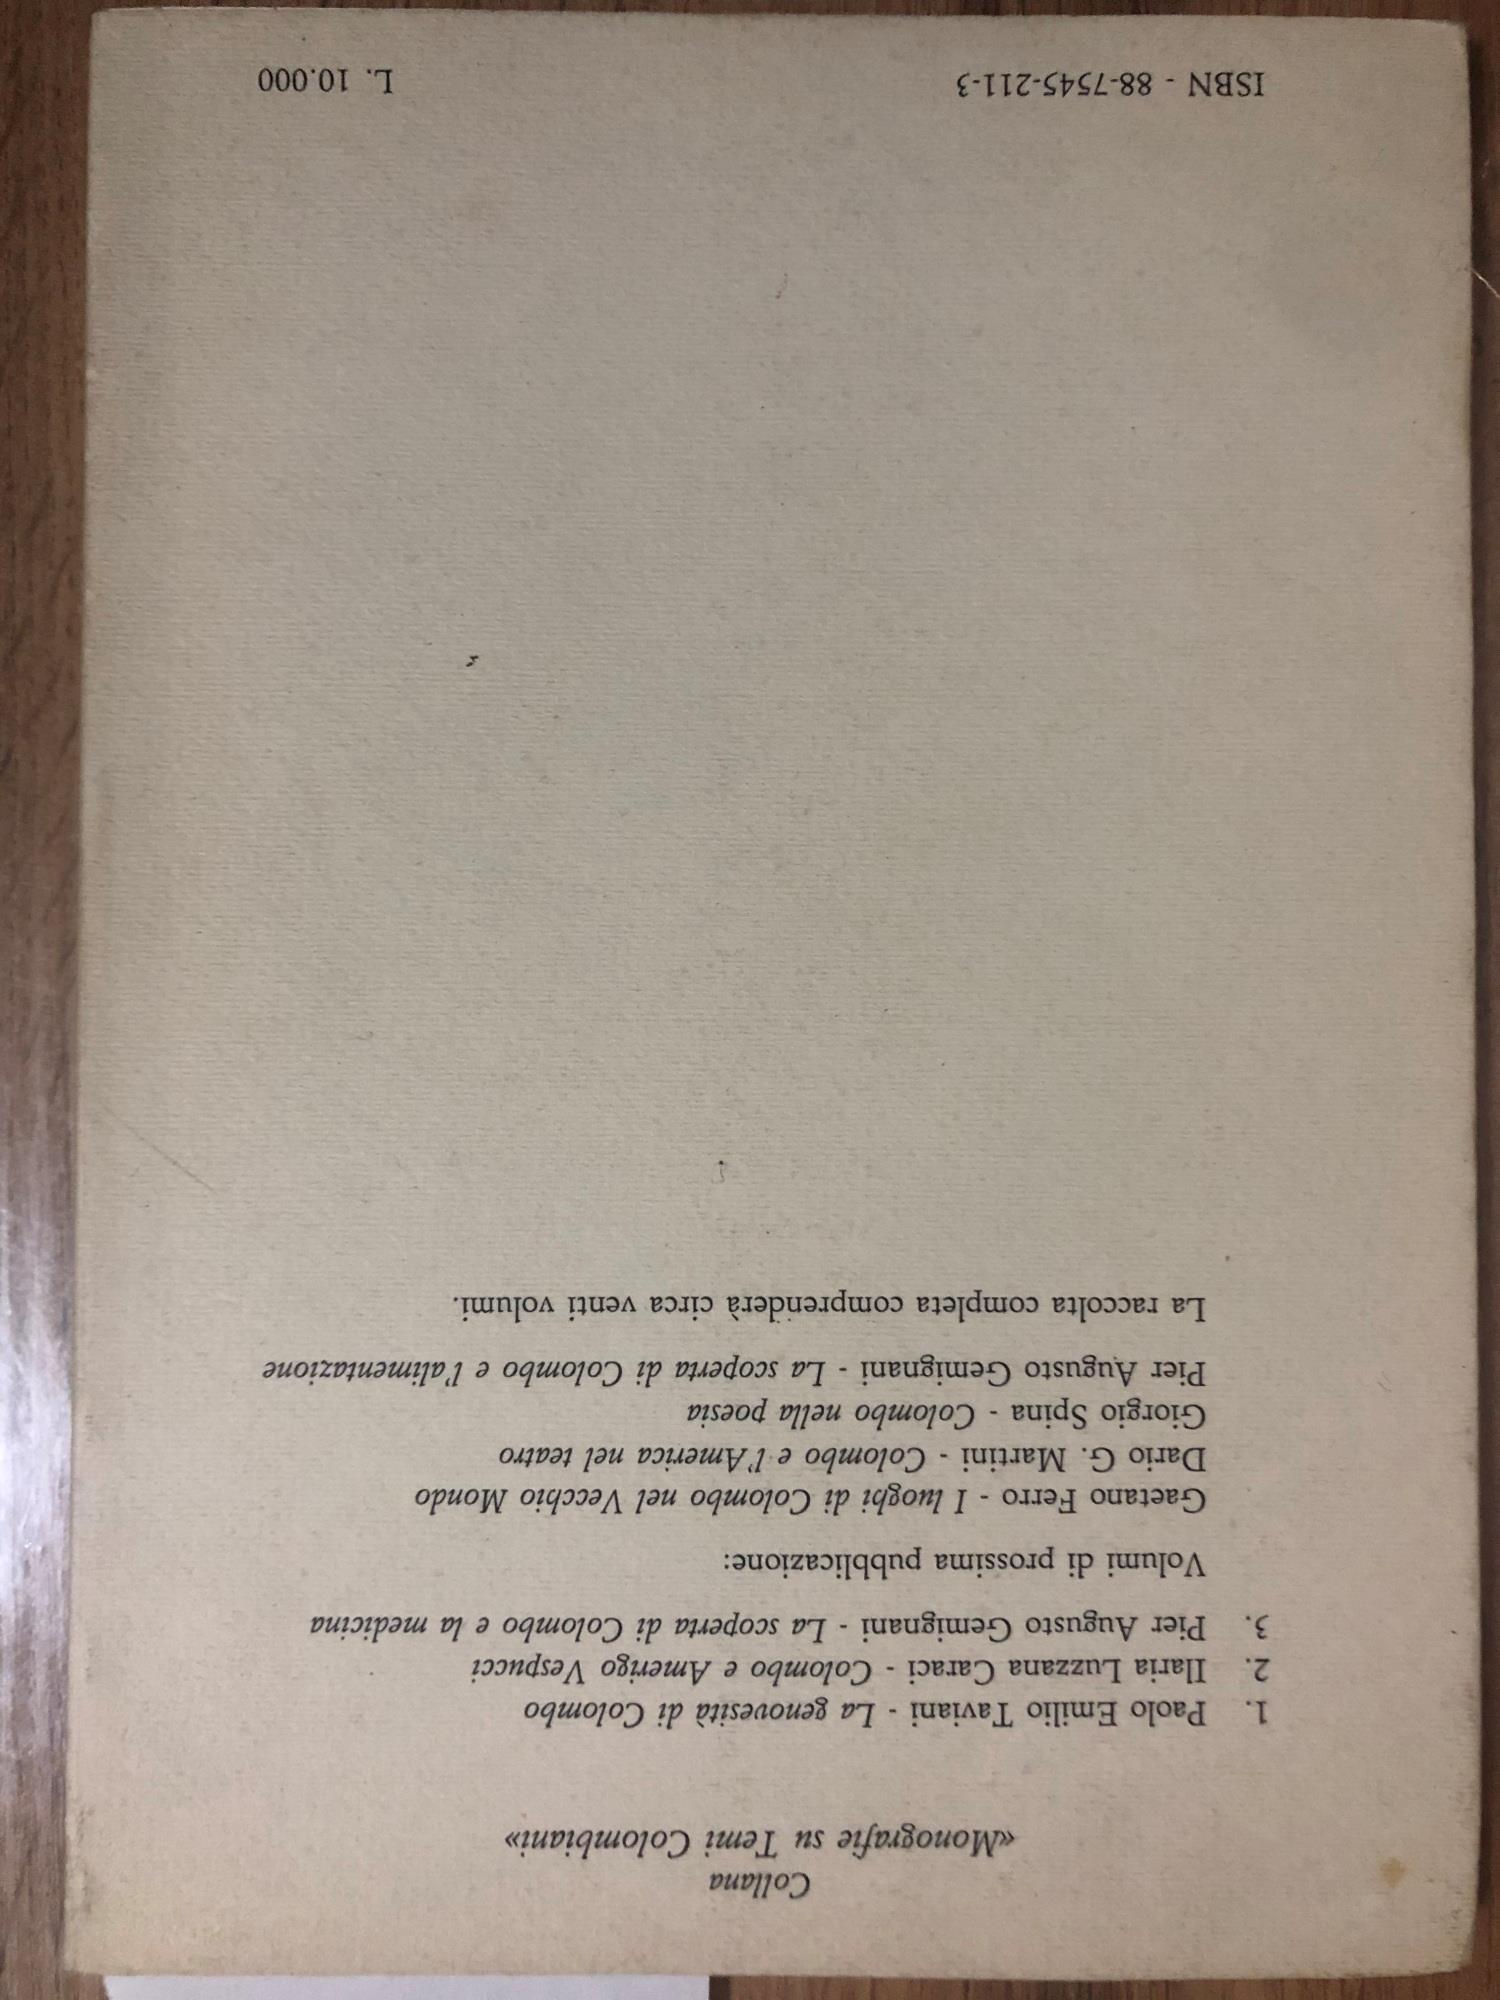 Collana
«Monografie su Temi Colombiani»
1. Paolo Emilio Taviani - La genovesità di Colombo
2. Ilaria Luzzana Caraci - Colombo e Amerigo Vespucci
3. Pier Augusto Gemignani - La scoperta di Colombo e la medicina
Volumi di prossima pubblicazione:
Gaetano Ferro - I luoghi di Colombo nel Vecchio Mondo
Dario G. Martini - Colombo e l'America nel teatro
Giorgio Spina - Colombo nella poesia
Pier Augusto Gemignani - La scoperta di Colombo e l'alimentazione
La raccolta completa comprenderà circa venti volumi.
ISBN - 88-7545-211-3 L. 10.000